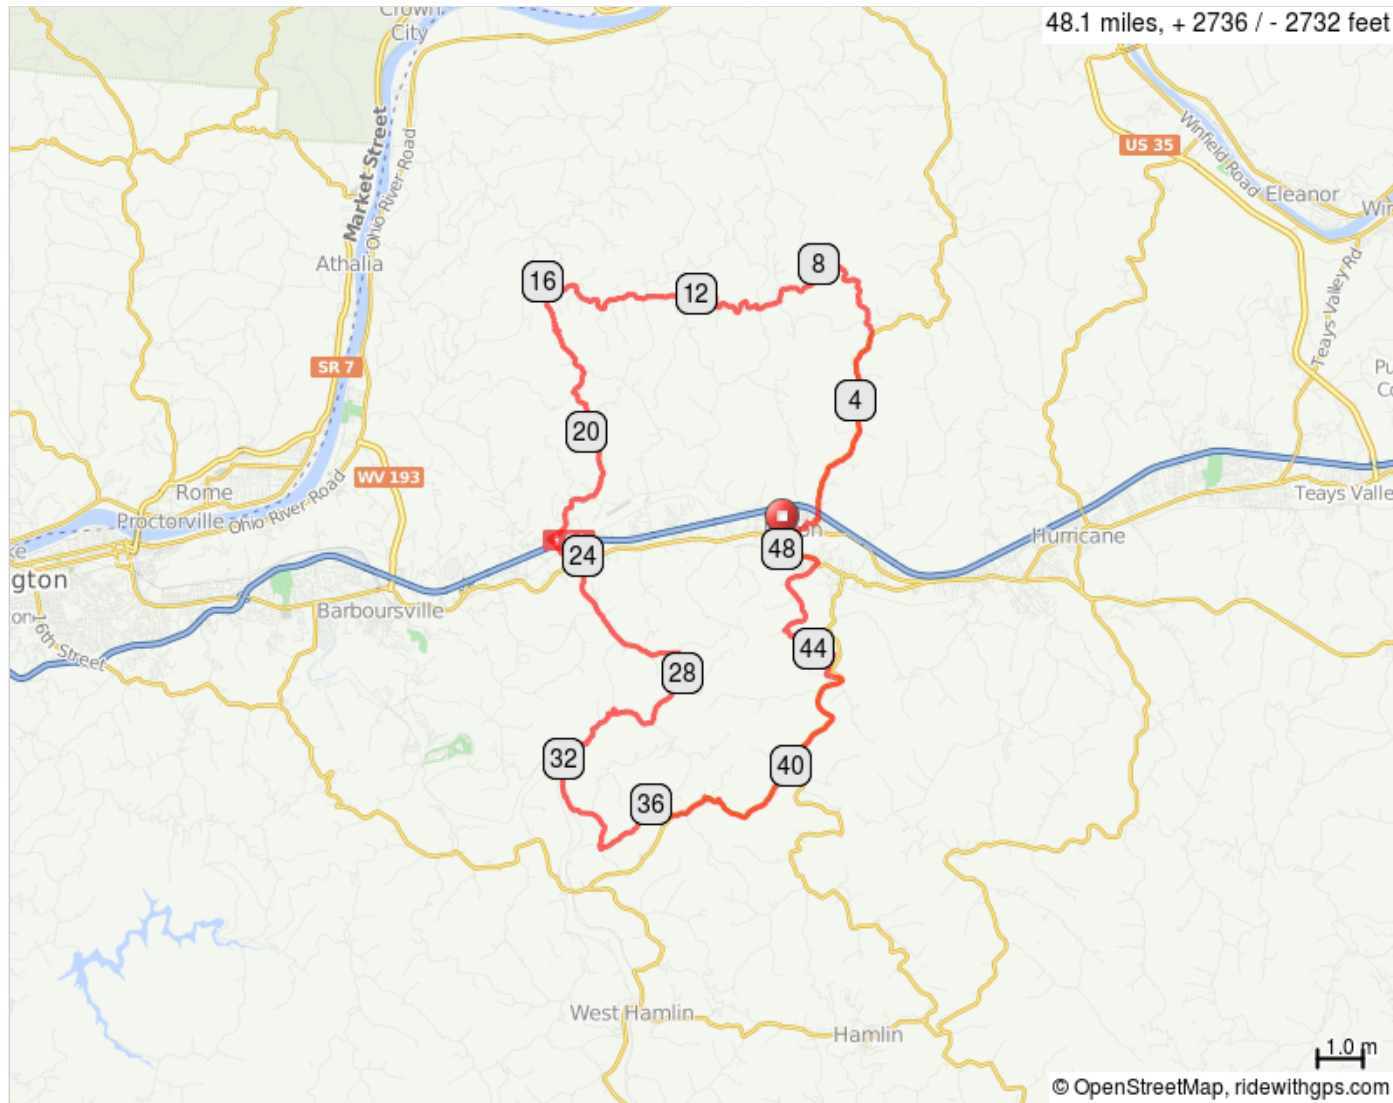 Crown
City
48.1 miles, + 2736 / - 2732 feet
Market Street
Ohio River Road
US 35
Winfield Road
Eleanor
Athalia
Teays Valley Rd
8
16
12
SR 7
4
20
WV 193
Rome
Proctorville
Ohio River Road
Teays Valle
Hurricane
24
48
Barboursville
16th Street
44
28
32
40
36
West Hamlin
Hamlin
1.0 m
© OpenStreetMap, ridewithgps.com